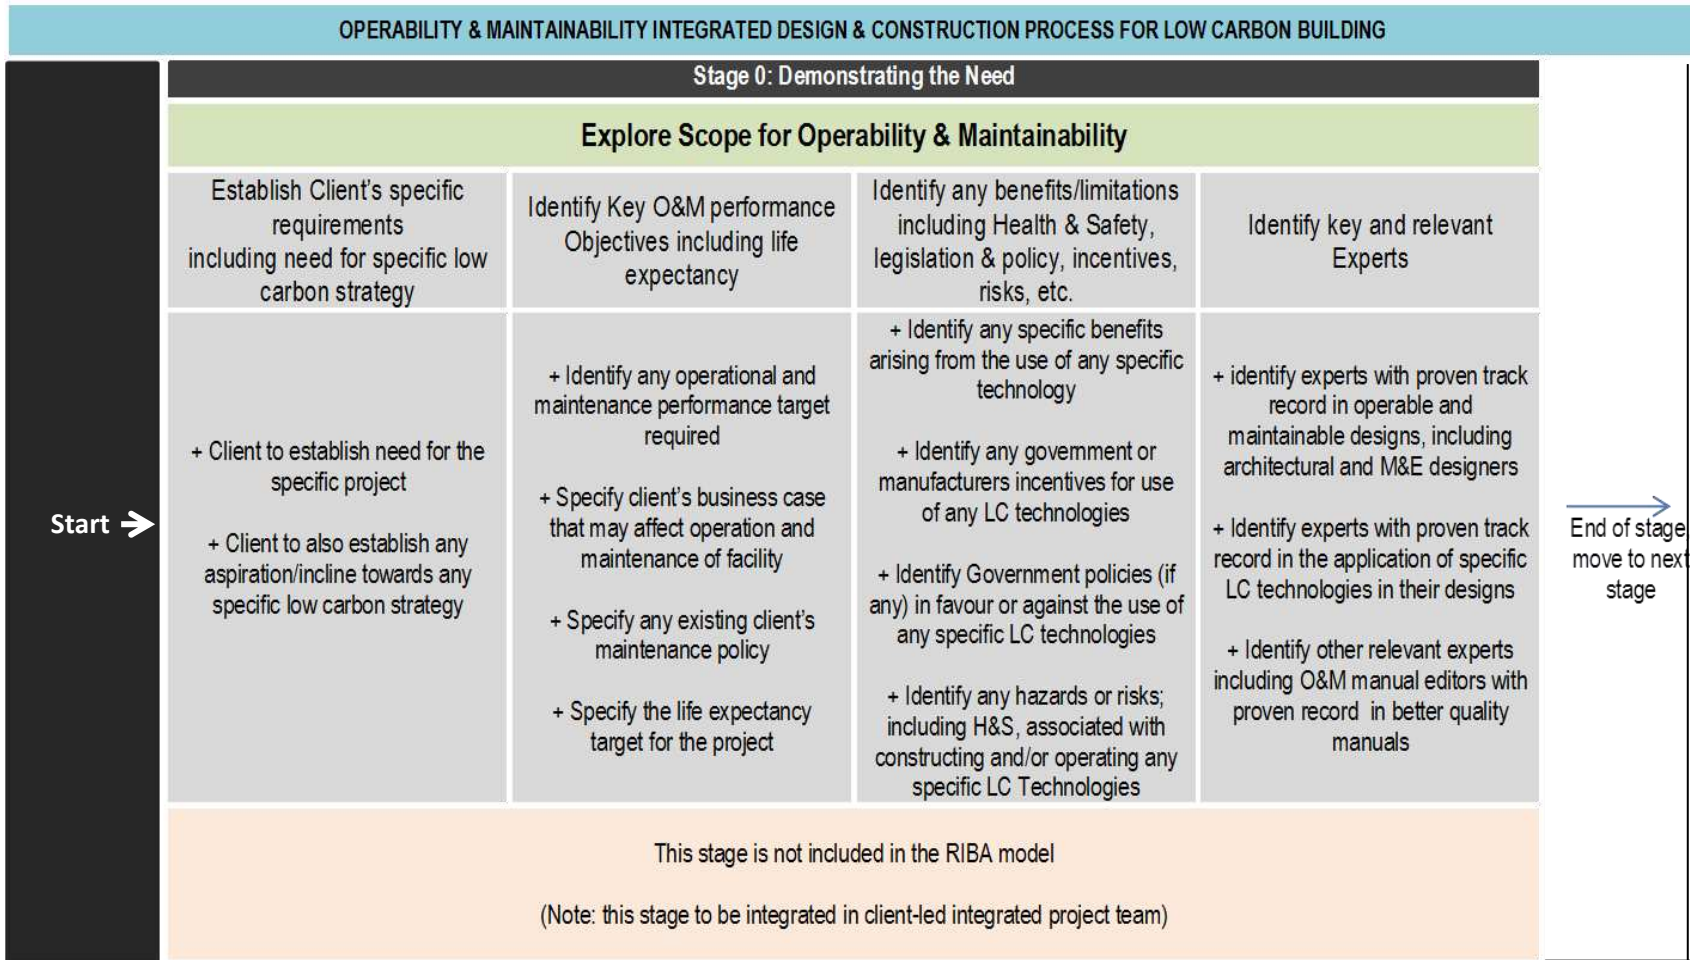 OPERABILITY & MAINTAINABILITY INTEGRATED DESIGN & CONSTRUCTION PROCESS FOR LOW CARBON BUILDING
Stage 0: Demonstrating the Need
Explore Scope for Operability & Maintainability
Establish Client's specific
requirements
including need for specific low
carbon strategy
Identify Key O&M performance
Objectives including life
expectancy
Identify any benefits/limitations
including Health & Safety,
legislation & policy, incentives,
risks, etc.
Identify key and relevant
Experts
Start
+ Client to establish need for the
specific project
+ Client to also establish any
aspiration/incline towards any
specific low carbon strategy
+ Identify any operational and
maintenance performance target
required
+ Specify client's business case
that may affect operation and
maintenance of facility
+ Specify any existing client's
maintenance policy
+ Specify the life expectancy
target for the project
+ Identify any specific benefits
arising from the use of any specific
technology
+ Identify any government or
manufacturers incentives for use
of any LC technologies
+ Identify Government policies (if
any) in favour or against the use of
any specific LC technologies
+ Identify any hazards or risks;
including H&S, associated with
constructing and/or operating any
specific LC Technologies
+ identify experts with proven track
record in operable and
maintainable designs, including
architectural and M&E designers
+ Identify experts with proven track
record in the application of specific
LC technologies in their designs
+ Identify other relevant experts
including O&M manual editors with
proven record in better quality
manuals
End of stage,
move to next
stage
This stage is not included in the RIBA model
(Note: this stage to be integrated in client-led integrated project team)